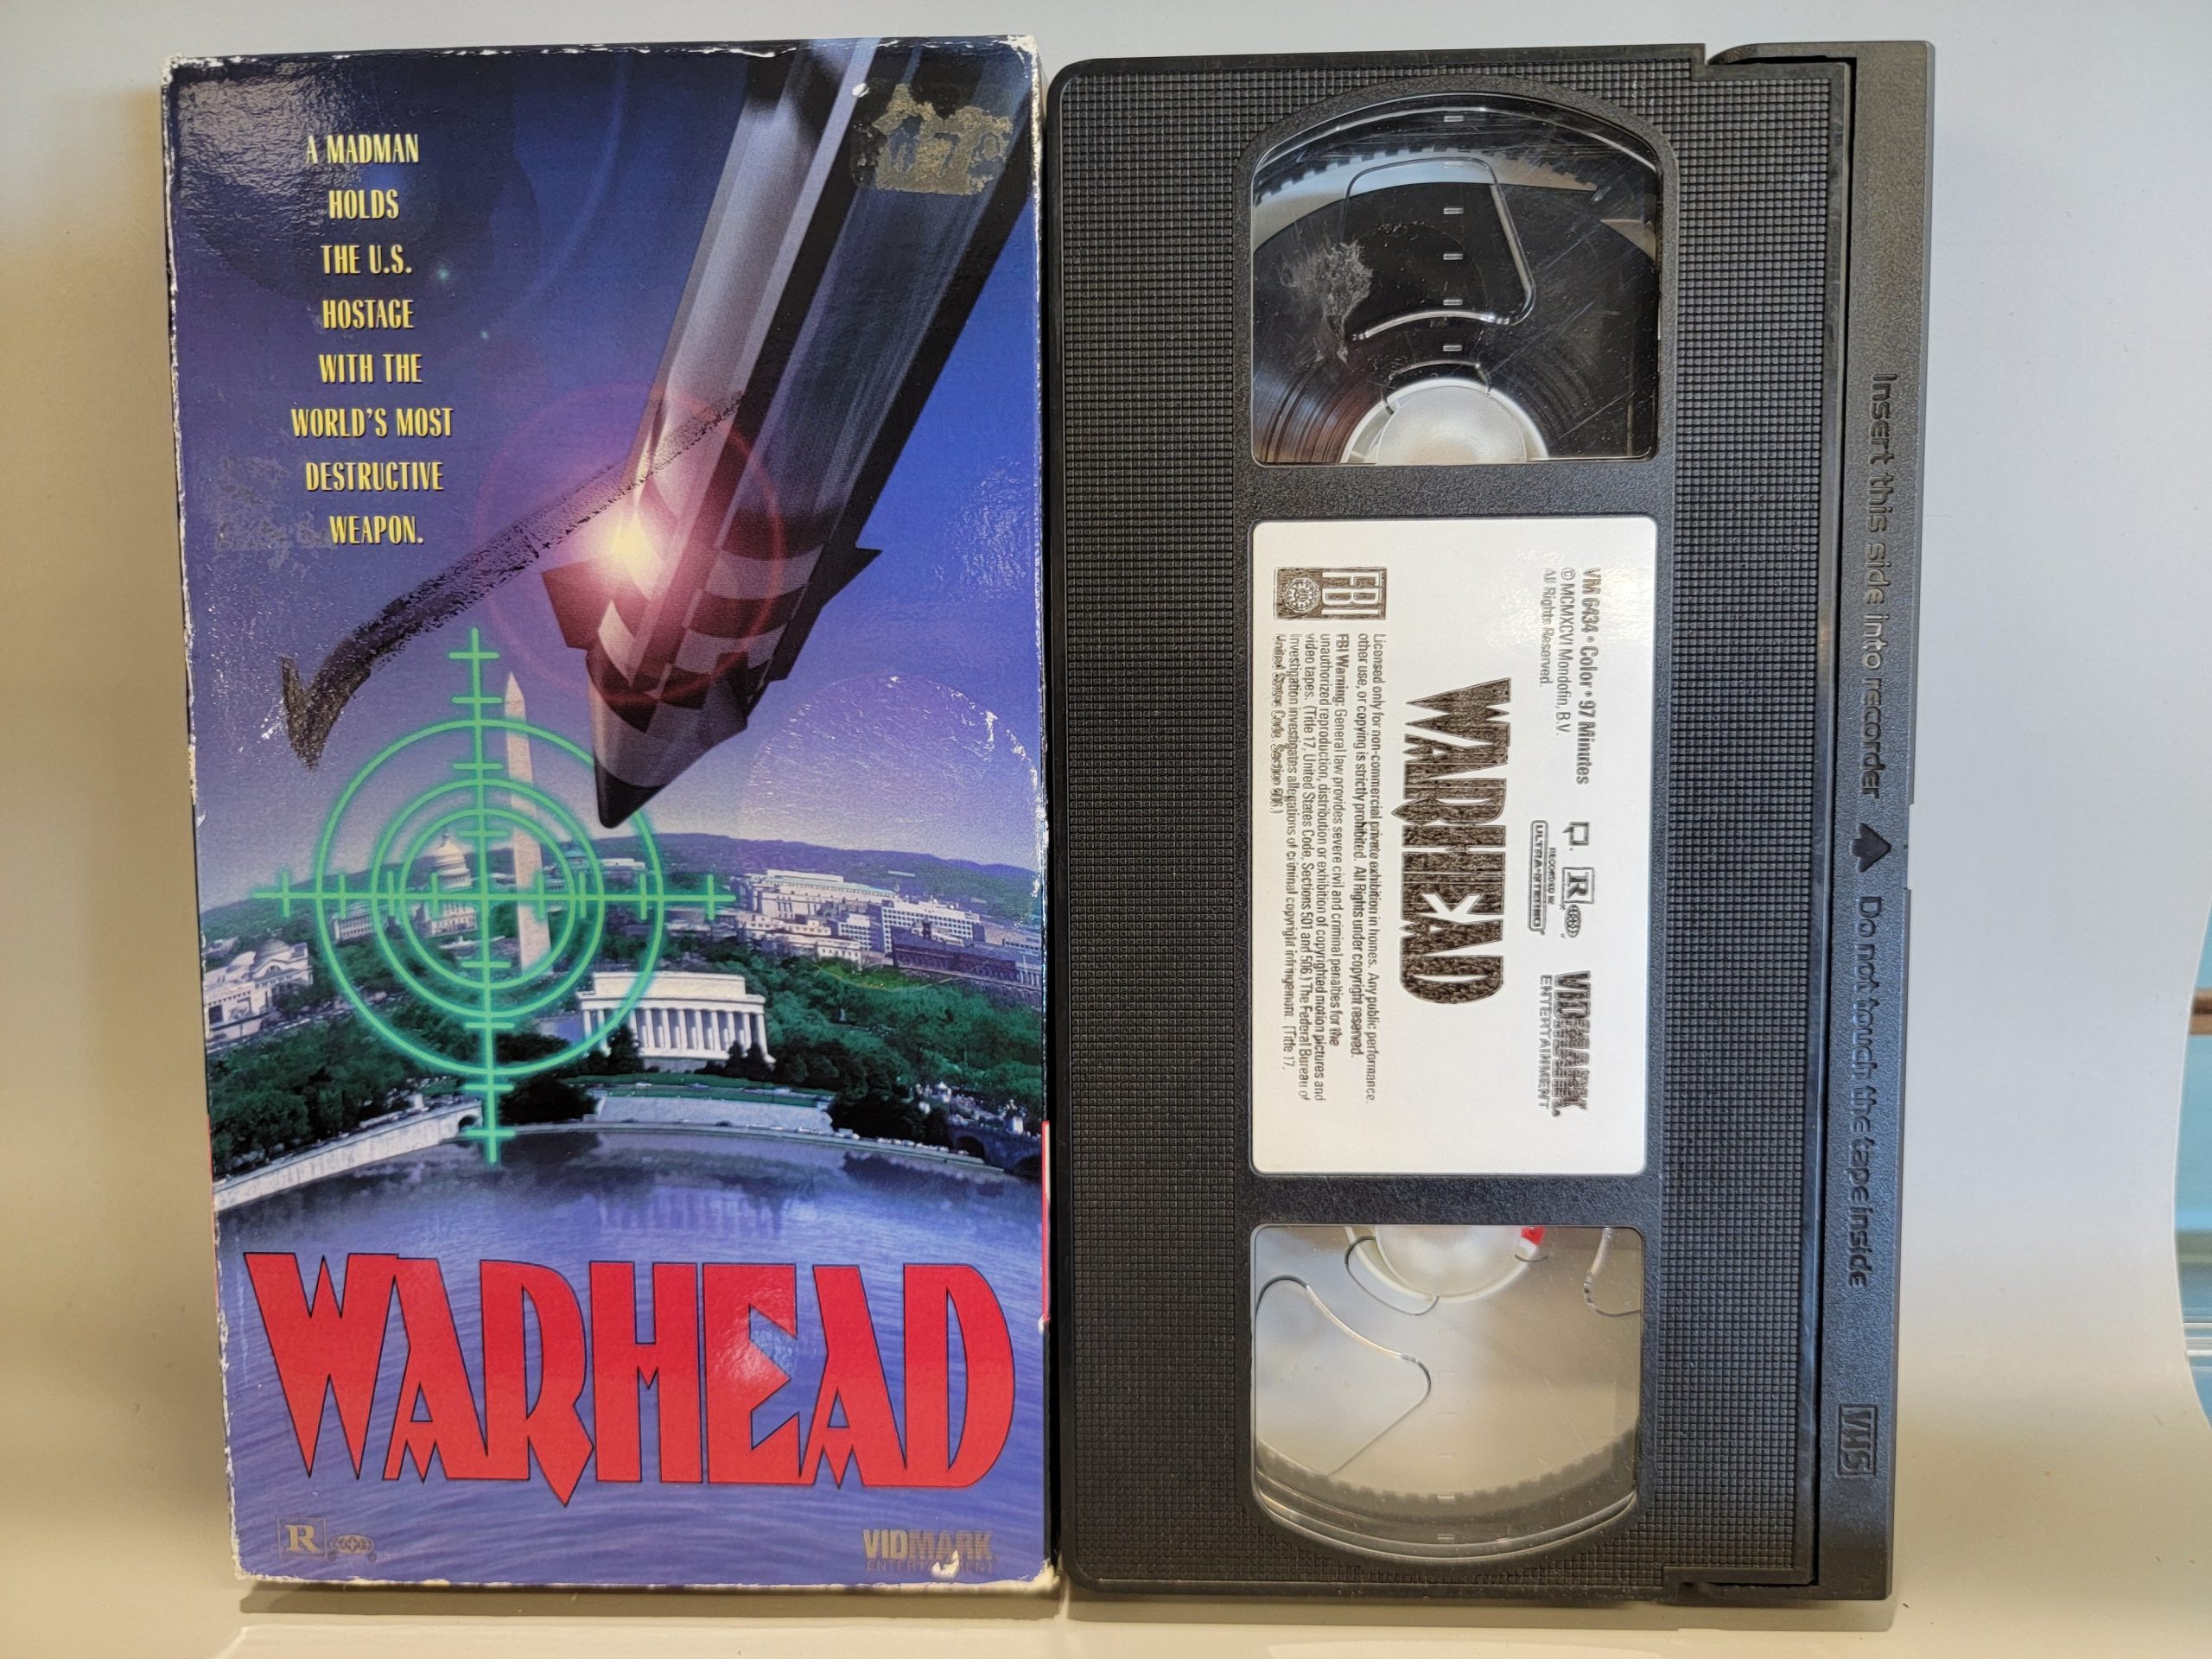 A MADMAN
HOLDS
THE U.S.
HOSTAGE
WITH THE
WORLD'S MOST
DESTRUCTIVE
WEAPON.
WARHEAD
R
VIDMARK
ENTERTAINMENT
VM 6434 • Color • 97 Minutes
© MCMXCVI Mondofin, B.V.
All Rights Reserved.
R
RECORDED IN
ULTRA-STEREO
VIDMARK
ENTERTAINMENT
WARHEAD
FBI
Licensed only for non-commercial private exhibition in homes. Any public performance,
other use, or copying is strictly prohibited. All Rights under copyright reserved.
FBI Warning: General law provides severe civil and criminal penalties for the
unauthorized reproduction, distribution or exhibition of copyrighted motion pictures and
video tapes. (Title 17, United States Code, Sections 501 and 506.) The Federal Bureau of
Investigation investigates allegations of criminal copyright infringement. (Title 17,
United States Code, Section 506.)
Insert this side into recorder Do not touch the tape inside
VHS